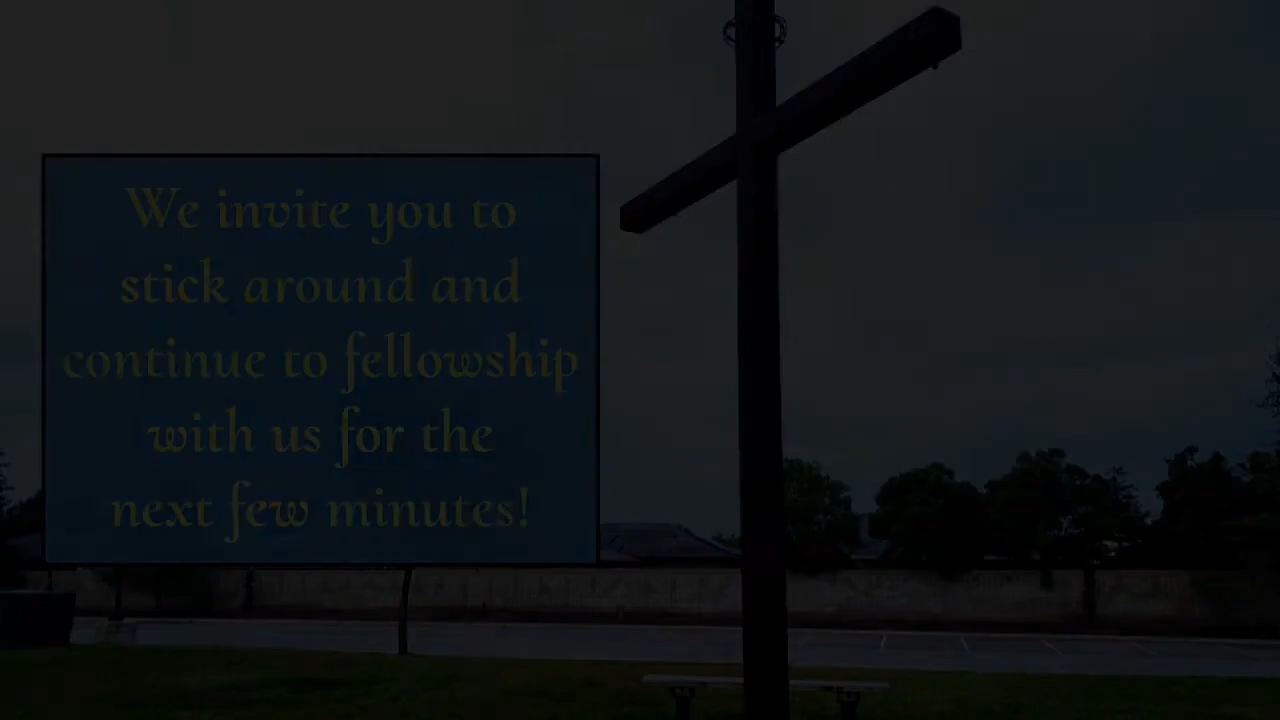 We invite you to
stick around and
continue to fellowship
with us for the
next few minutes!